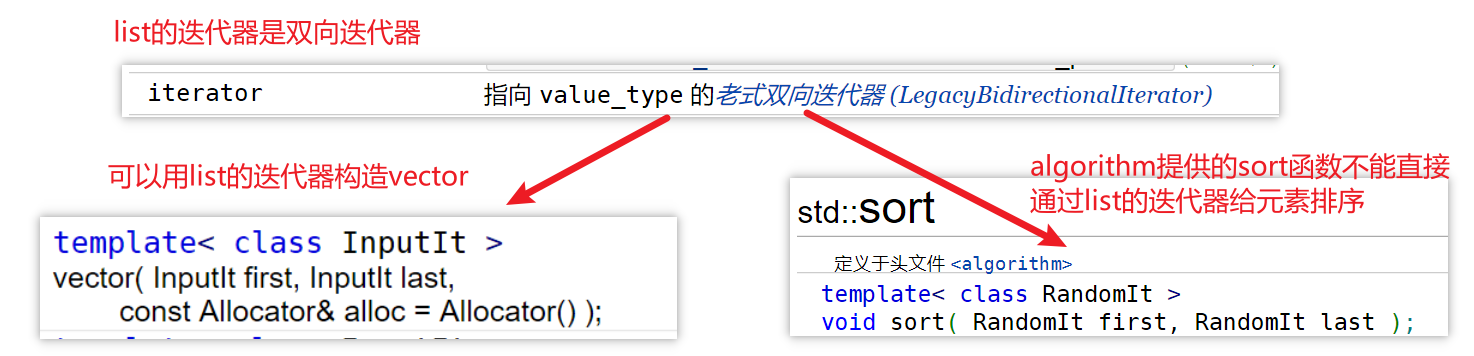 list的迭代器是双向迭代器
iterator 指向 value_type 的老式双向迭代器 (LegacyBidirectionalIterator)
可以用list的迭代器构造vector
template< class InputIt >
vector( InputIt first, InputIt last,
const Allocator& alloc = Allocator() );
algorithm提供的sort函数不能直接
通过list的迭代器给元素排序
std::sort
定义于头文件 <algorithm>
template< class RandomIt >
void sort( RandomIt first, RandomIt last );